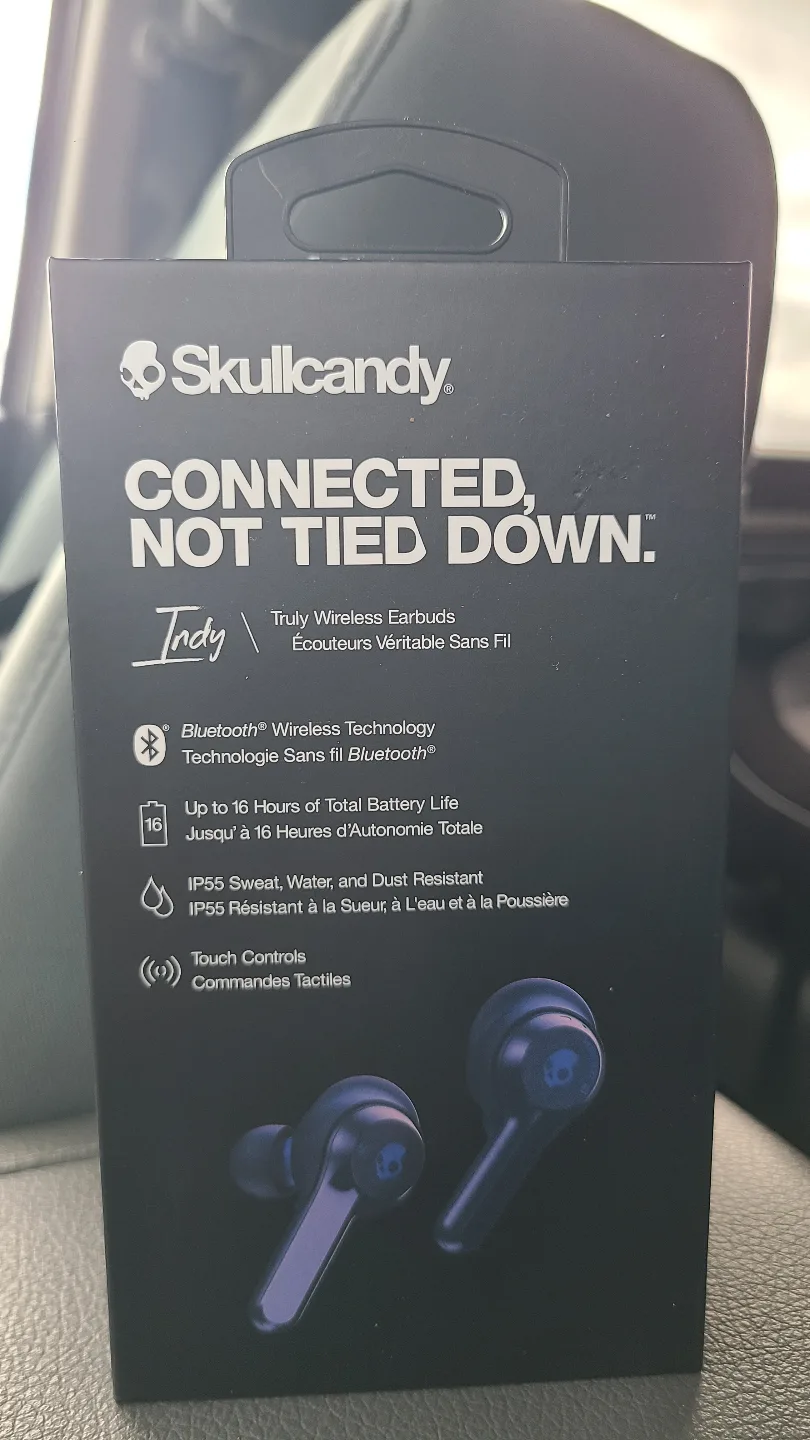 Skullcandy®
CONNECTED,
NOT TIED DOWN.™
Indy \ Truly Wireless Earbuds
Écouteurs Véritable Sans Fil
Bluetooth® Wireless Technology
Technologie Sans fil Bluetooth®
16
Up to 16 Hours of Total Battery Life
Jusqu' à 16 Heures d'Autonomie Totale
IP55 Sweat, Water, and Dust Resistant
IP55 Résistant à la Sueur, à L'eau et à la Poussière
Touch Controls
Commandes Tactiles